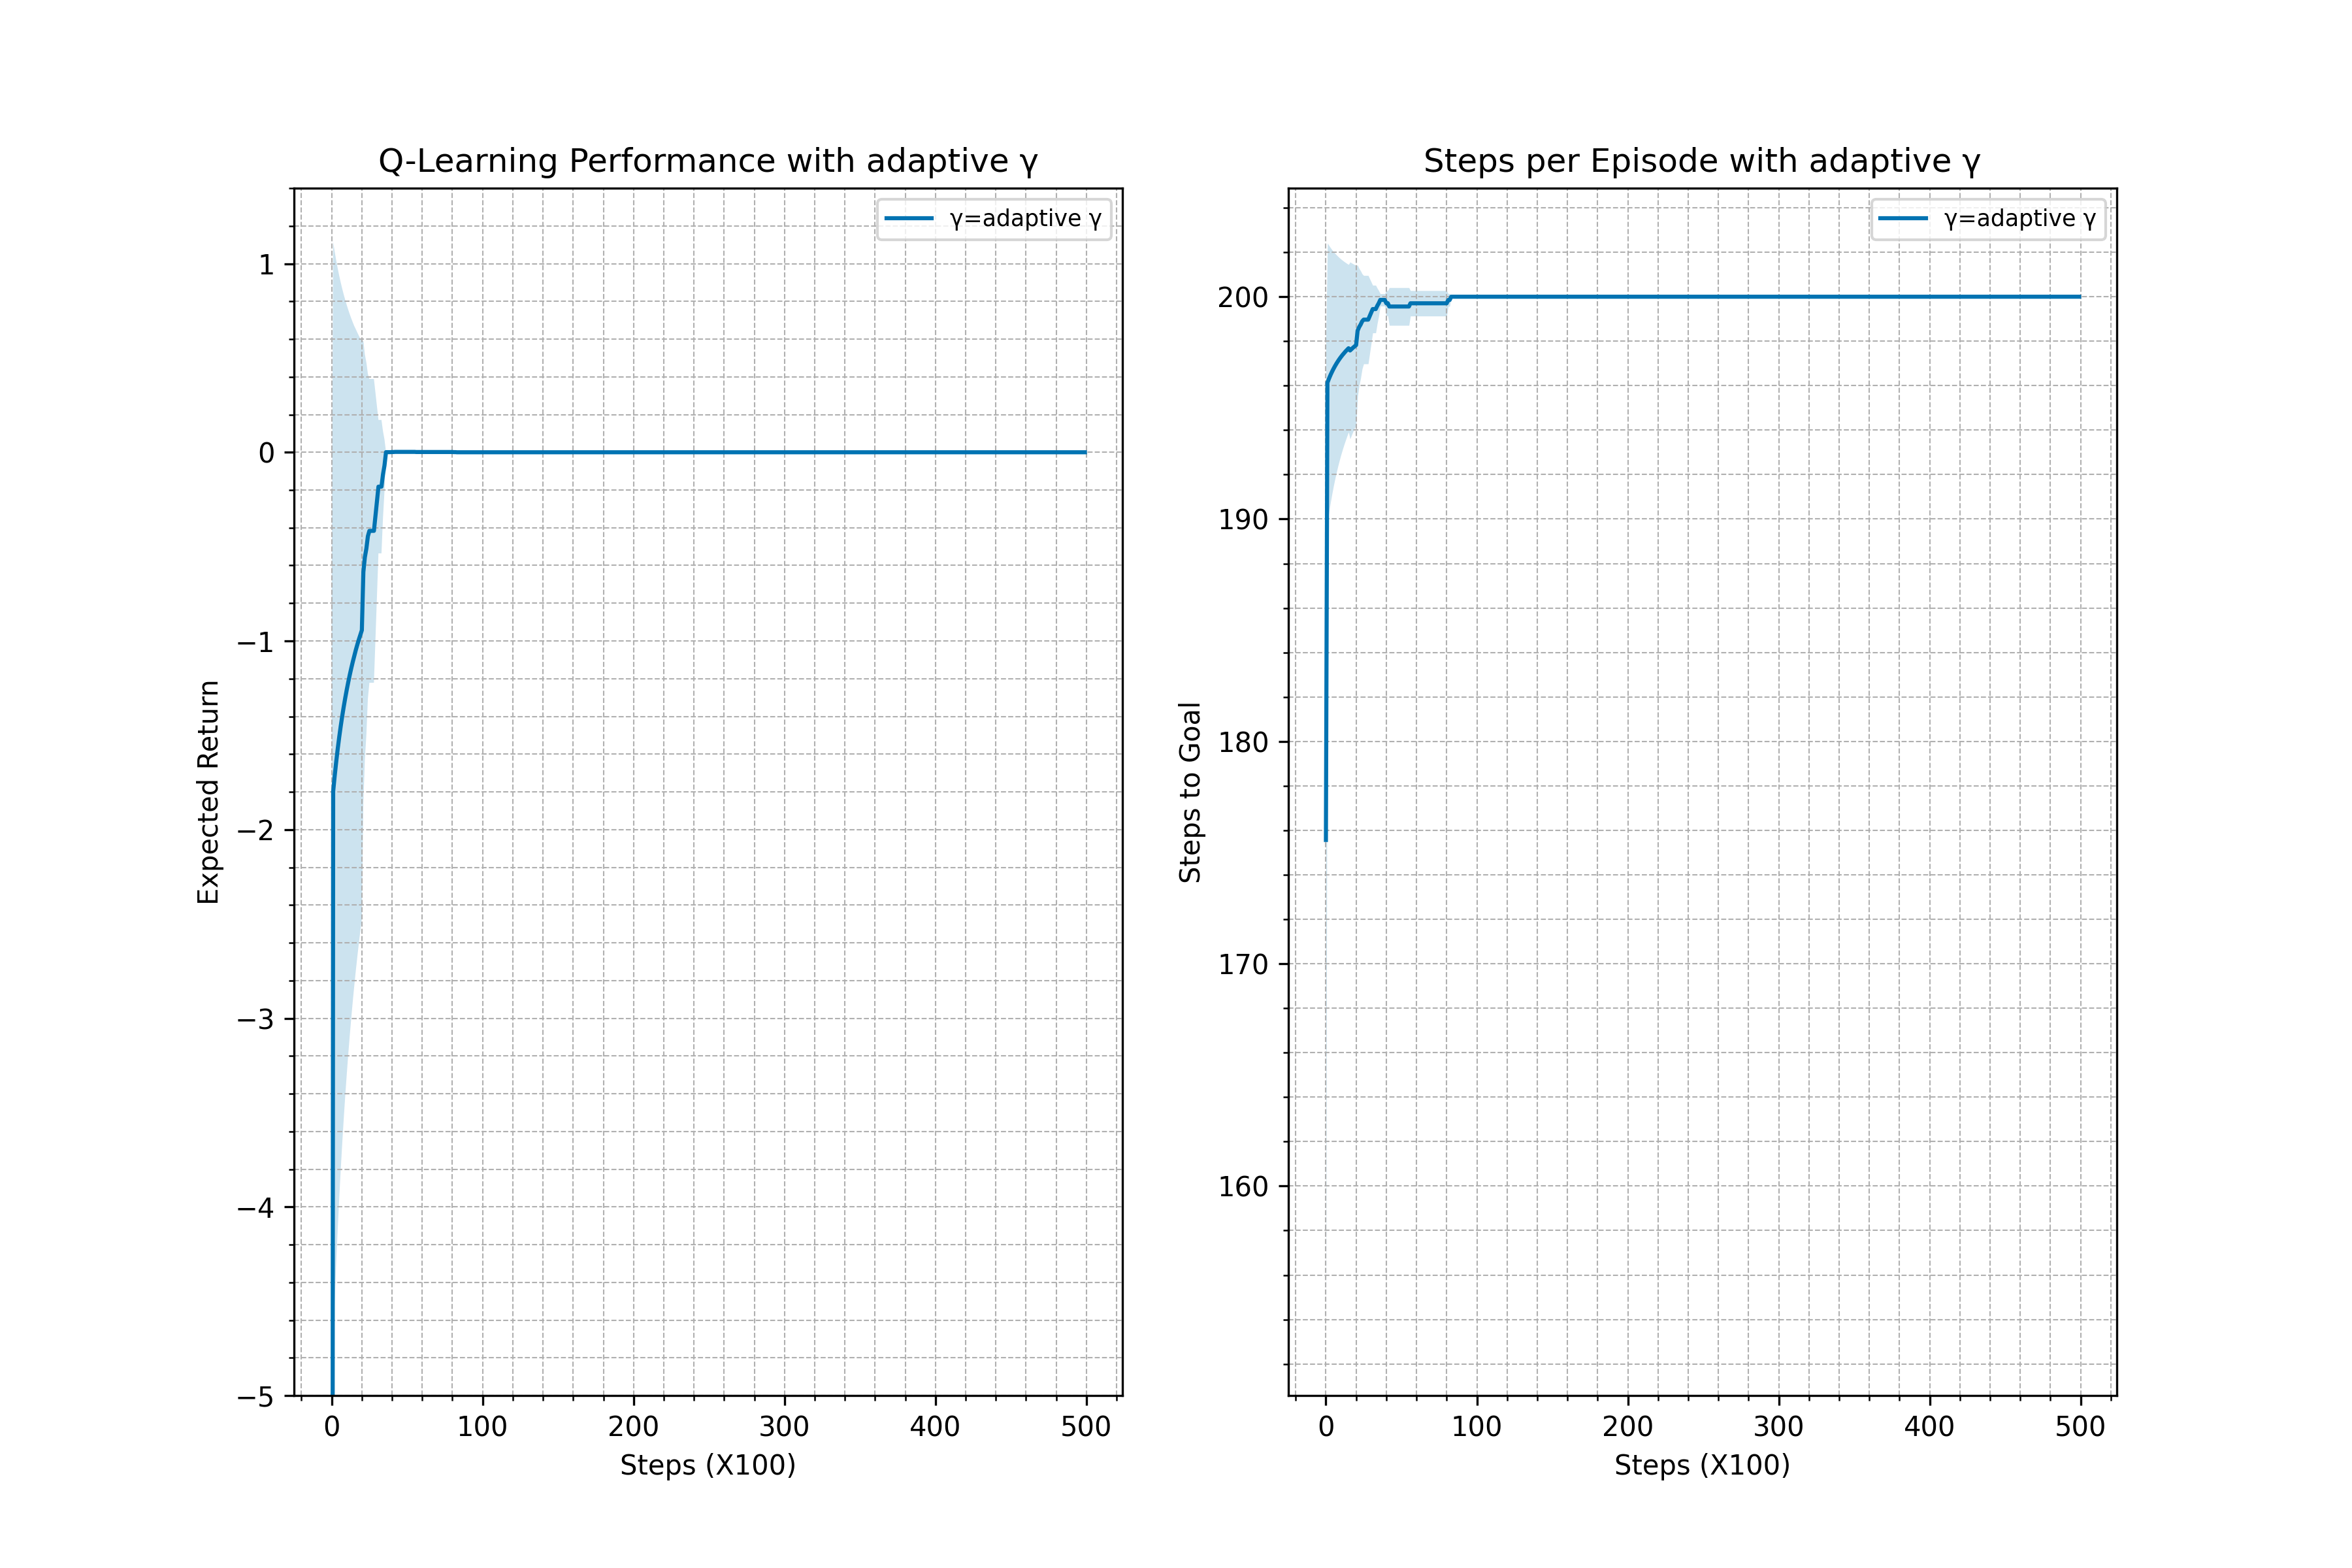 Q-Learning Performance with adaptive γ
γ=adaptive γ
1
0
−1
−2
−3
−4
−5
Expected Return
0 100 200 300 400 500
Steps (X100)
Steps per Episode with adaptive γ
γ=adaptive γ
200
190
180
170
160
Steps to Goal
0 100 200 300 400 500
Steps (X100)